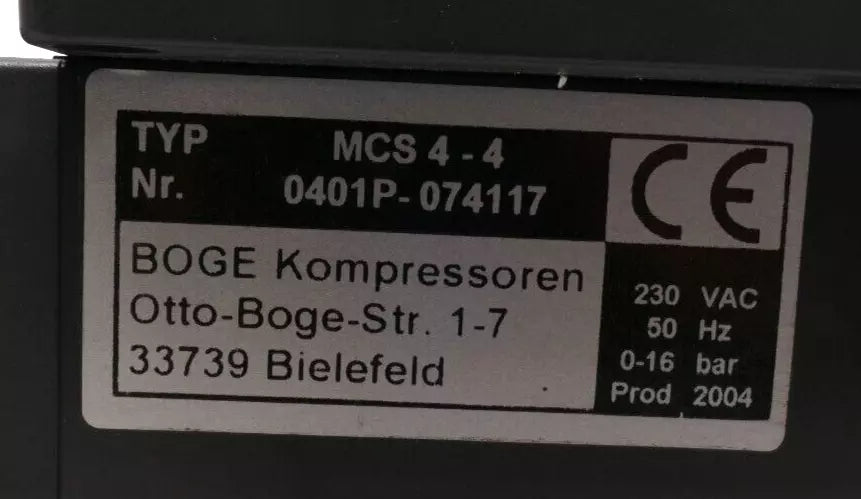 TYP MCS 4 - 4
Nr. 0401P- 074117
CE
BOGE Kompressoren
Otto-Boge-Str. 1-7
33739 Bielefeld
230 VAC
50 Hz
0-16 bar
Prod 2004